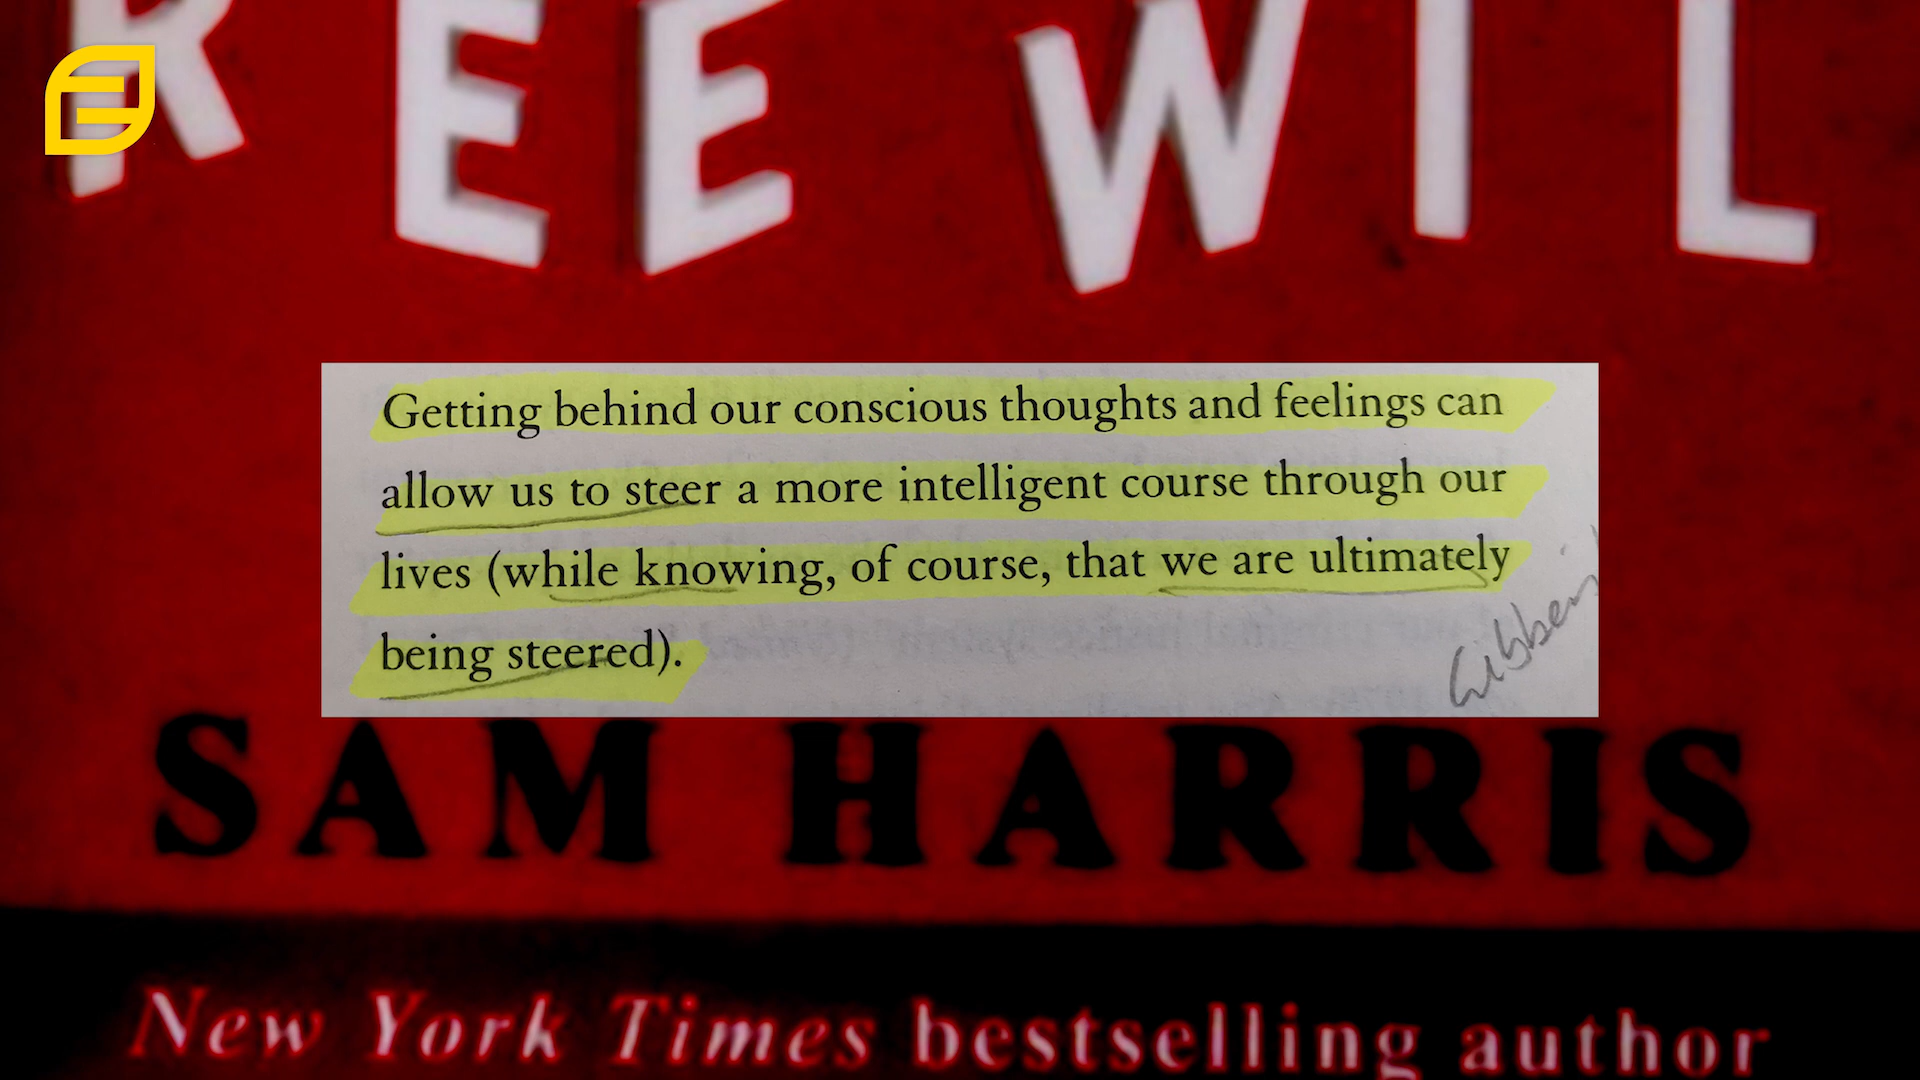 REE WIL
Getting behind our conscious thoughts and feelings can
allow us to steer a more intelligent course through our
lives (while knowing, of course, that we are ultimately
being steered).
SAM HARRIS
New York Times bestselling author